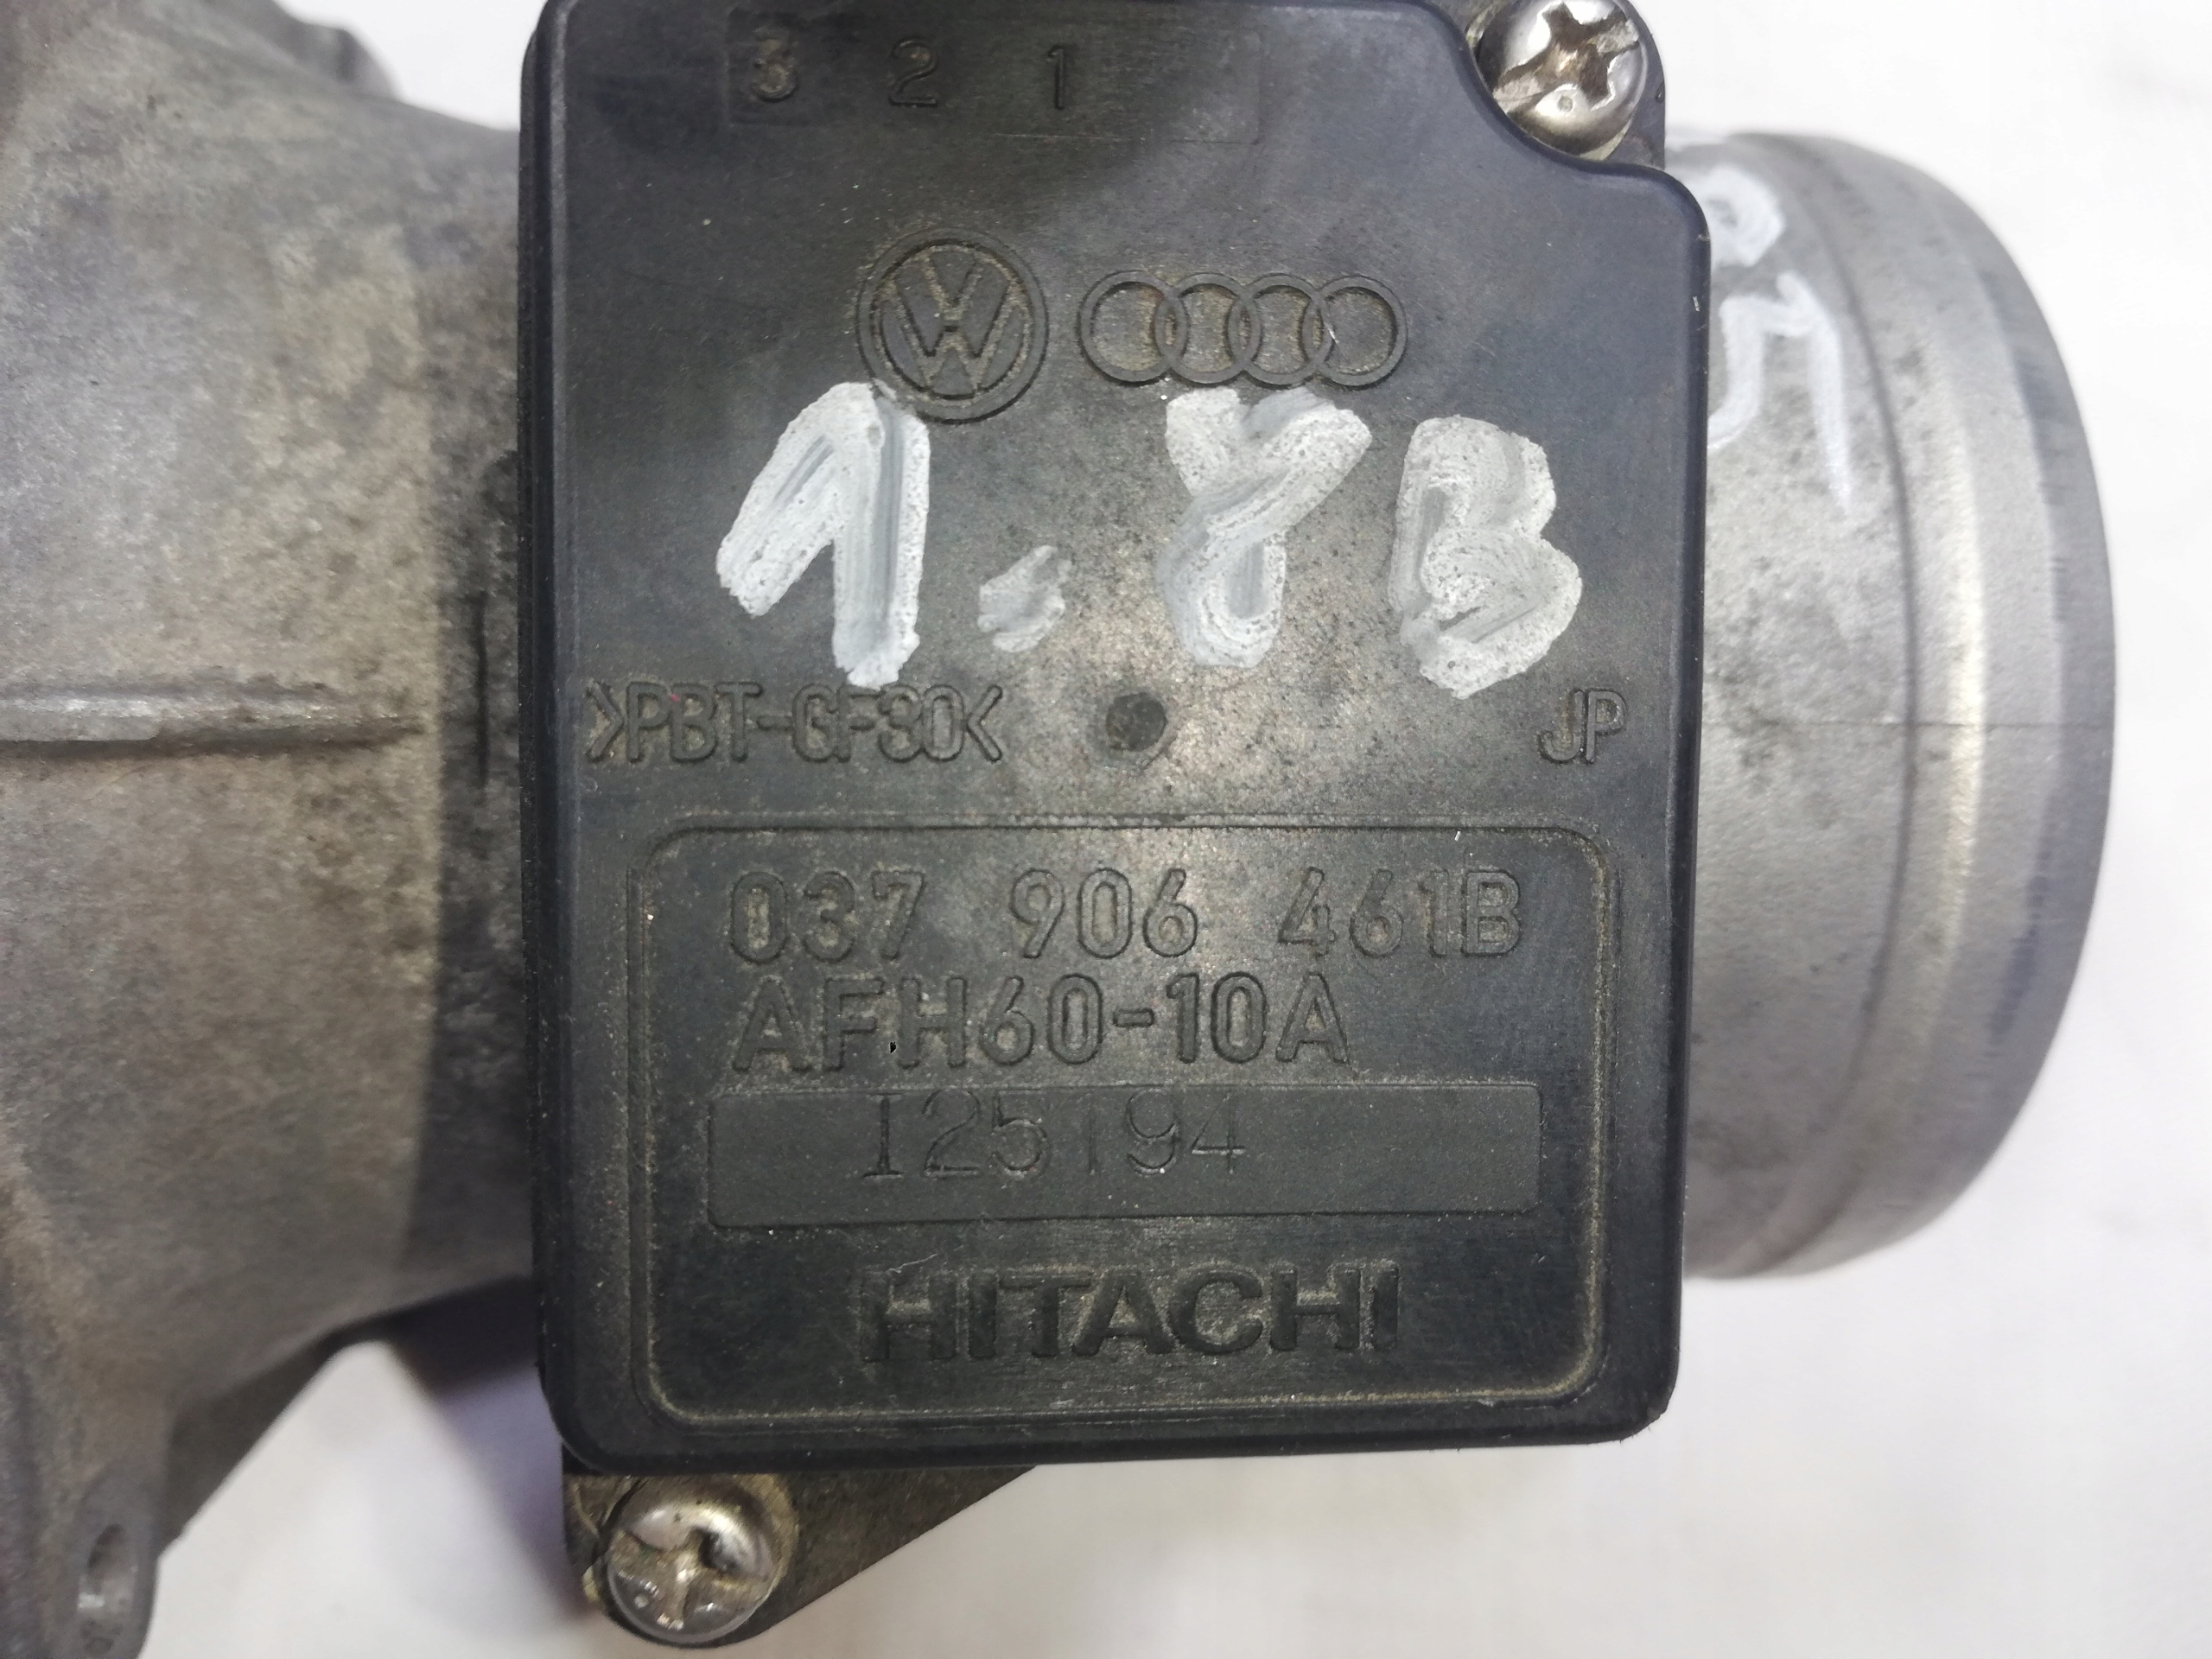 3 2 1
1.8B
>PBT-GF30< JP
037 906 461B
AFH60-10A
125194
HITACHI